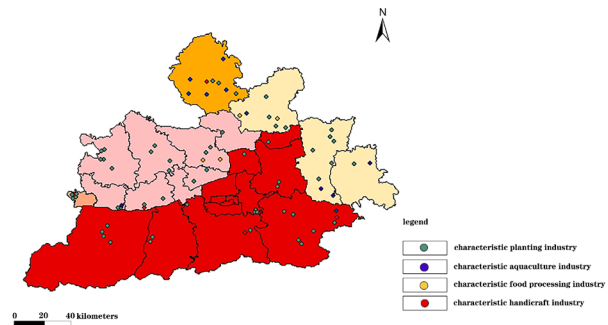 N
legend
characteristic planting industry
characteristic aquaculture industry
characteristic food processing industry
characteristic handicraft industry
0 20 40 kilometers